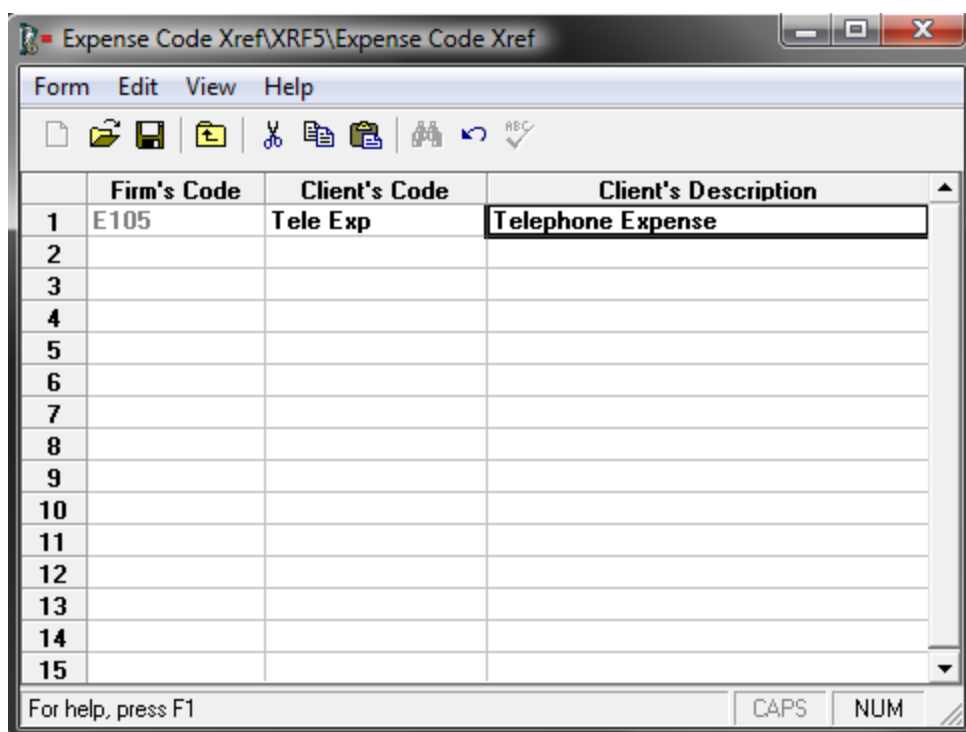 Expense Code Xref\XRF5\Expense Code Xref
Form Edit View Help
ABC
Firm's Code Client's Code Client's Description
1 E105 Tele Exp Telephone Expense
2
3
4
5
6
7
8
9
10
11
12
13
14
15
For help, press F1 CAPS NUM